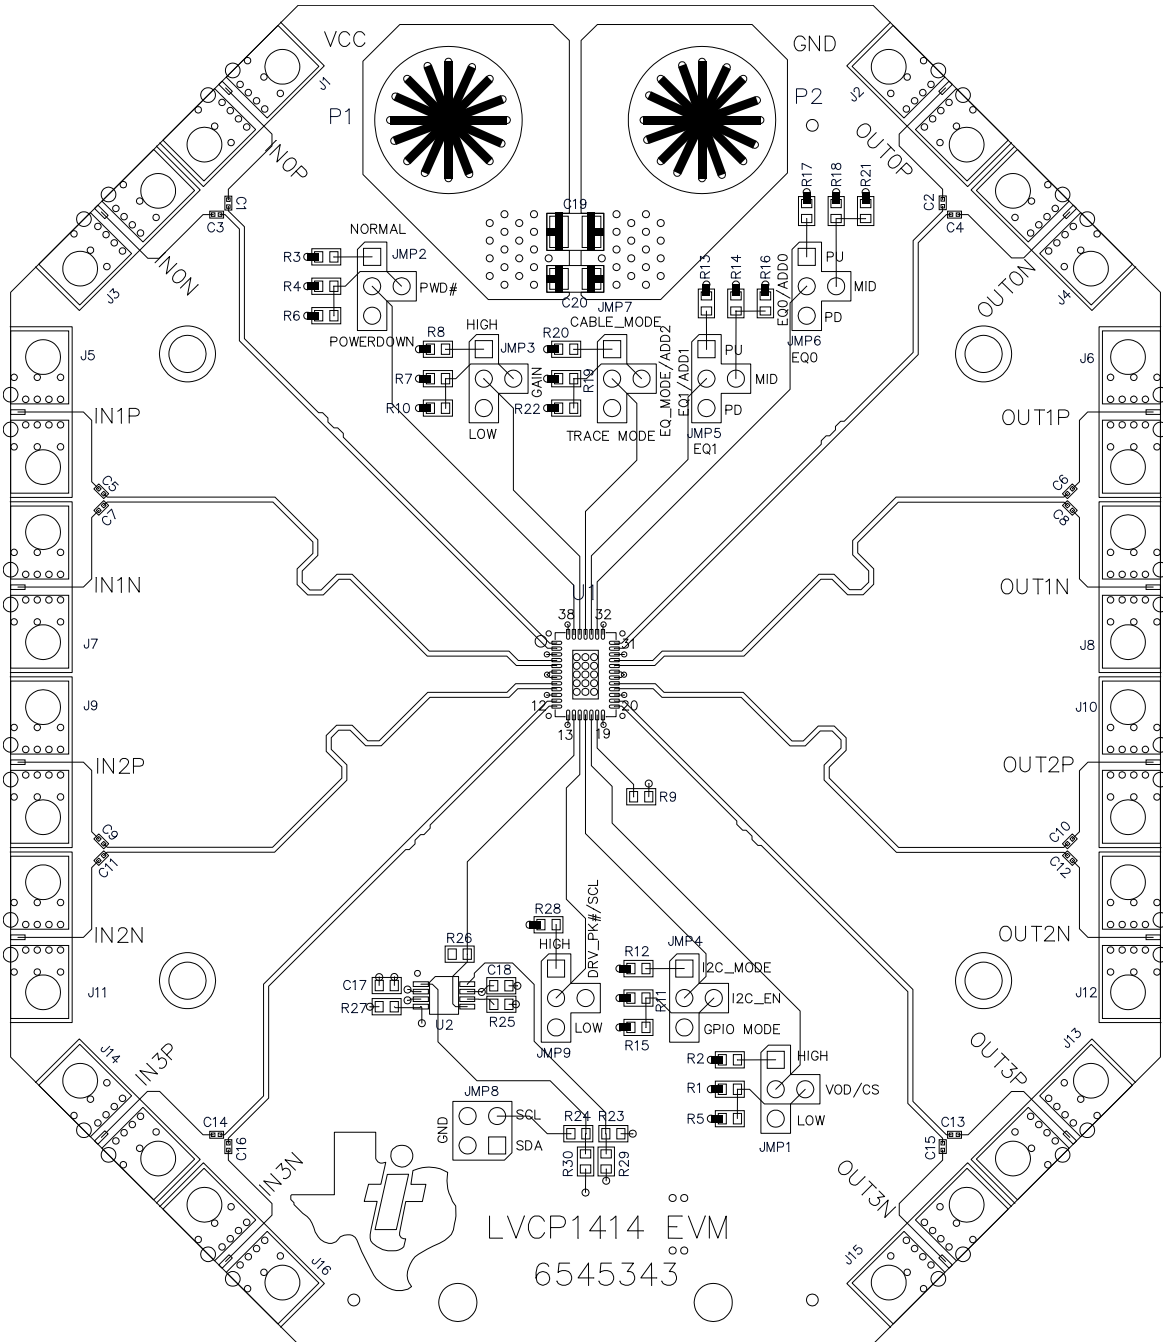 VCC
GND
P1
P2
J1
J2
IN0P
OUT0P
R17
R18
R21
C1
C3
C19
C2
C4
J3
IN0N
OUT0N
J4
NORMAL
R3
JMP2
R4
PWD#
R6
POWERDOWN
C20
R13
R14
R16
EQ0/ADD0
PU
MID
PD
JMP6
EQ0
JMP7
CABLE_MODE
HIGH
R8
JMP3
R20
R7
GAIN
R19
R10
R22
LOW
TRACE MODE
EQ_MODE/ADD2
EQ1/ADD1
PU
MID
PD
JMP5
EQ1
J5
J6
IN1P
OUT1P
C5
C7
C6
C8
IN1N
OUT1N
U1
38
32
31
J7
J8
J9
J10
12
20
13
19
IN2P
OUT2P
R9
C9
C11
C10
C12
IN2N
OUT2N
R28
HIGH
DRV_PK#/SCL
R26
R12
JMP4
I2C_MODE
C17
C18
R11
I2C_EN
R27
U2
R25
LOW
R15
GPIO MODE
JMP9
J11
J12
J14
J13
IN3P
OUT3P
R2
HIGH
R1
VOD/CS
R5
LOW
JMP1
JMP8
GND
SCL
SDA
R24
R23
R30
R29
C14
C16
C13
C15
IN3N
OUT3N
J16
J15
LVCP1414 EVM
6545343